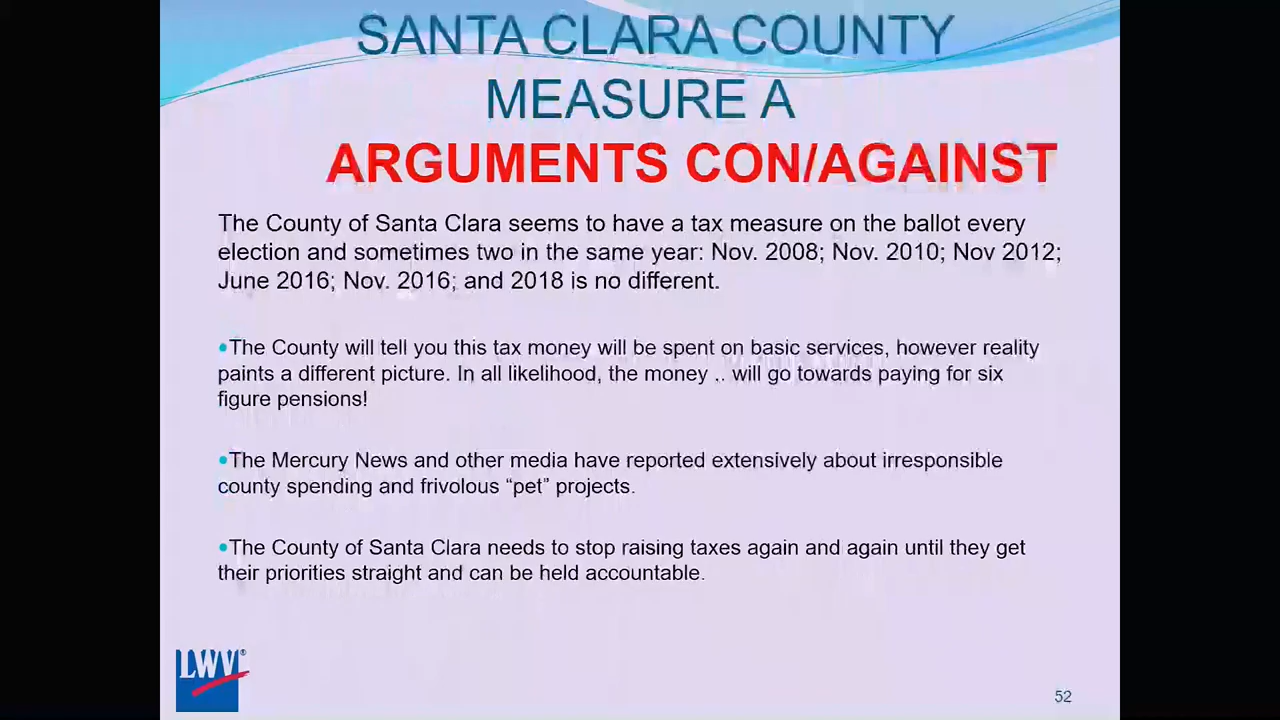 SANTA CLARA COUNTY
MEASURE A
ARGUMENTS CON/AGAINST
The County of Santa Clara seems to have a tax measure on the ballot every
election and sometimes two in the same year: Nov. 2008; Nov. 2010; Nov 2012;
June 2016; Nov. 2016; and 2018 is no different.
•The County will tell you this tax money will be spent on basic services, however reality
paints a different picture. In all likelihood, the money .. will go towards paying for six
figure pensions!
•The Mercury News and other media have reported extensively about irresponsible
county spending and frivolous “pet” projects.
•The County of Santa Clara needs to stop raising taxes again and again until they get
their priorities straight and can be held accountable.
LWV®
52